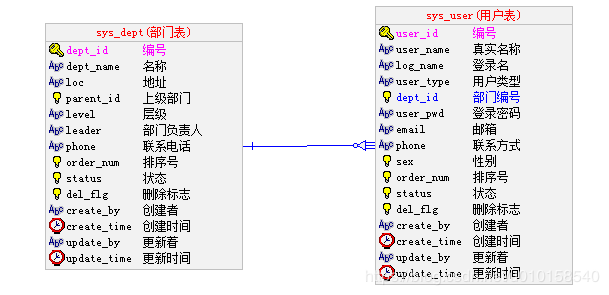 sys_dept(部门表)
dept_id 编号
dept_name 名称
loc 地址
parent_id 上级部门
level 层级
leader 部门负责人
phone 联系电话
order_num 排序号
status 状态
del_flg 删除标志
create_by 创建者
create_time 创建时间
update_by 更新着
update_time 更新时间
sys_user(用户表)
user_id 编号
user_name 真实名称
log_name 登录名
user_type 用户类型
dept_id 部门编号
user_pwd 登录密码
email 邮箱
phone 联系方式
sex 性别
order_num 排序号
status 状态
del_flg 删除标志
create_by 创建者
create_time 创建时间
update_by 更新者
update_time 更新时间